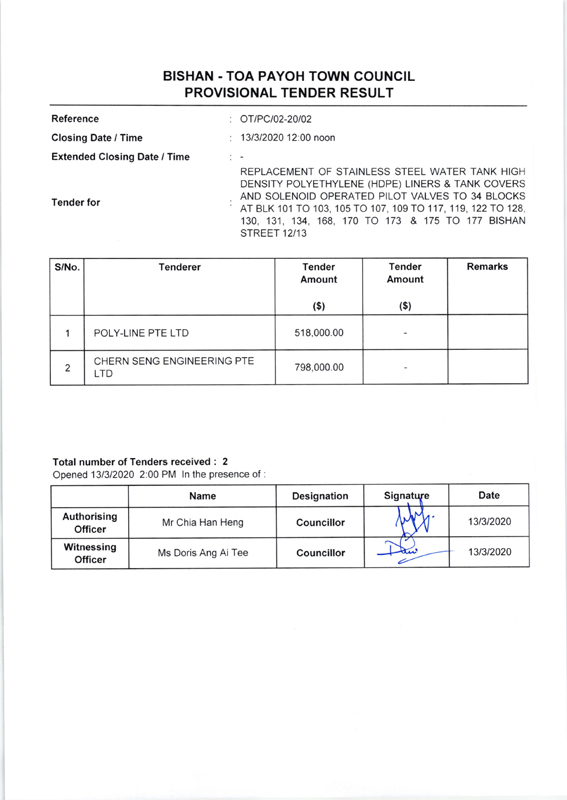 BISHAN - TOA PAYOH TOWN COUNCIL
PROVISIONAL TENDER RESULT
Reference : OT/PC/02-20/02
Closing Date / Time : 13/3/2020 12:00 noon
Extended Closing Date / Time : -
Tender for : REPLACEMENT OF STAINLESS STEEL WATER TANK HIGH
DENSITY POLYETHYLENE (HDPE) LINERS & TANK COVERS
AND SOLENOID OPERATED PILOT VALVES TO 34 BLOCKS
AT BLK 101 TO 103, 105 TO 107, 109 TO 117, 119, 122 TO 128,
130, 131, 134, 168, 170 TO 173 & 175 TO 177 BISHAN
STREET 12/13
S/No. Tenderer Tender Amount ($) Tender Amount ($) Remarks
1 POLY-LINE PTE LTD 518,000.00 -
2 CHERN SENG ENGINEERING PTE LTD 798,000.00 -
Total number of Tenders received : 2
Opened 13/3/2020 2:00 PM In the presence of :
Name Designation Signature Date
Authorising Officer Mr Chia Han Heng Councillor 13/3/2020
Witnessing Officer Ms Doris Ang Ai Tee Councillor 13/3/2020